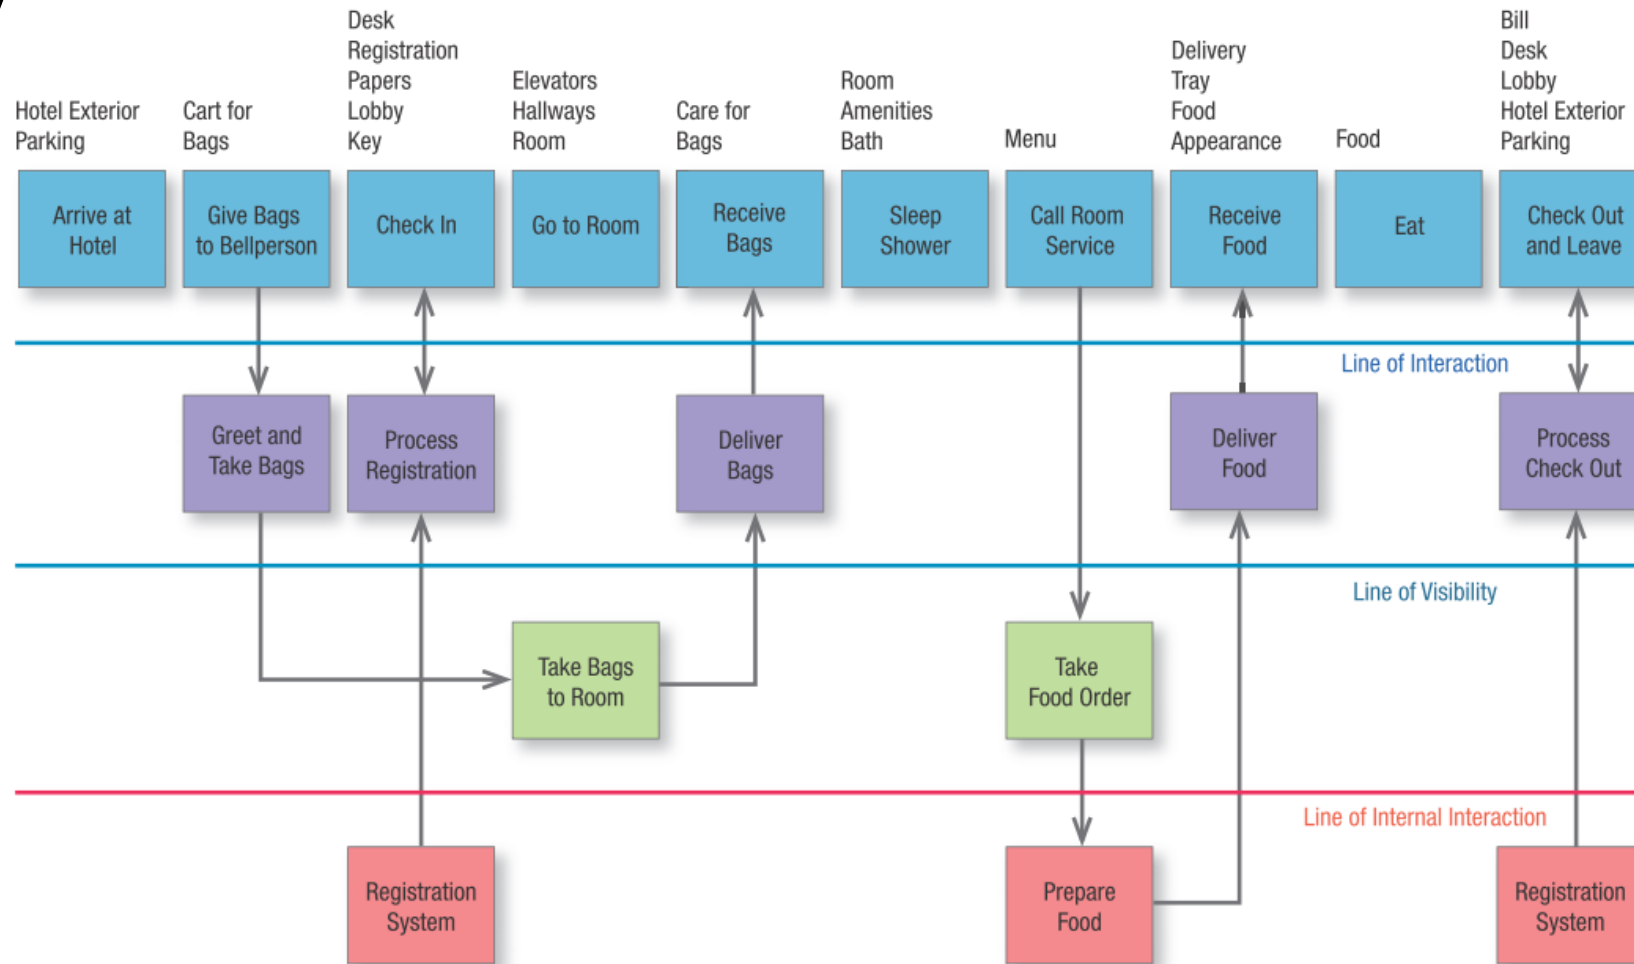 Hotel Exterior
Parking
Cart for
Bags
Desk
Registration
Papers
Lobby
Key
Elevators
Hallways
Room
Care for
Bags
Room
Amenities
Bath
Menu
Delivery
Tray
Food
Appearance
Food
Bill
Desk
Lobby
Hotel Exterior
Parking
Arrive at
Hotel
Give Bags
to Bellperson
Check In
Go to Room
Receive
Bags
Sleep
Shower
Call Room
Service
Receive
Food
Eat
Check Out
and Leave
Line of Interaction
Greet and
Take Bags
Process
Registration
Deliver
Bags
Deliver
Food
Process
Check Out
Line of Visibility
Take Bags
to Room
Take
Food Order
Line of Internal Interaction
Registration
System
Prepare
Food
Registration
System